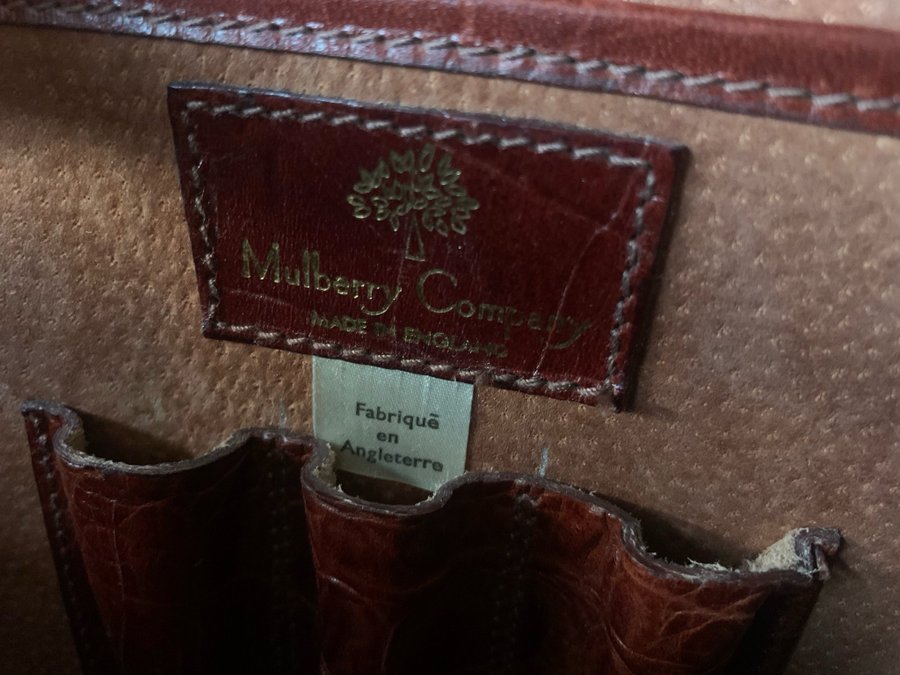 Mulberry Company
MADE IN ENGLAND
Fabriquē
en
Angleterre